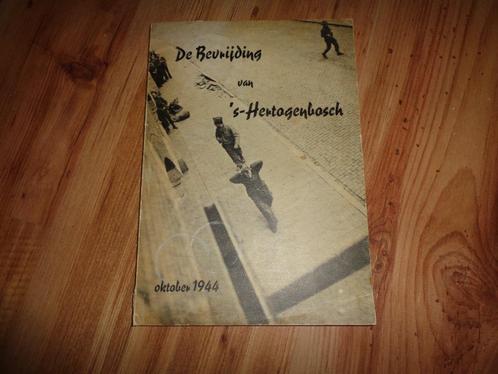 De Bevrijding
van
's-Hertogenbosch
oktober 1944